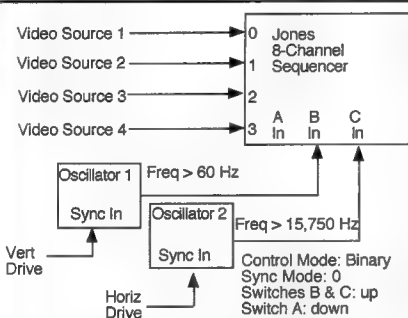 Video Source 1
Video Source 2
Video Source 3
Video Source 4
0
1
2
3
Jones
8-Channel
Sequencer
A B C
In In In
Oscillator 1
Sync In
Freq > 60 Hz
Oscillator 2
Sync In
Freq > 15,750 Hz
Vert
Drive
Horiz
Drive
Control Mode: Binary
Sync Mode: 0
Switches B & C: up
Switch A: down